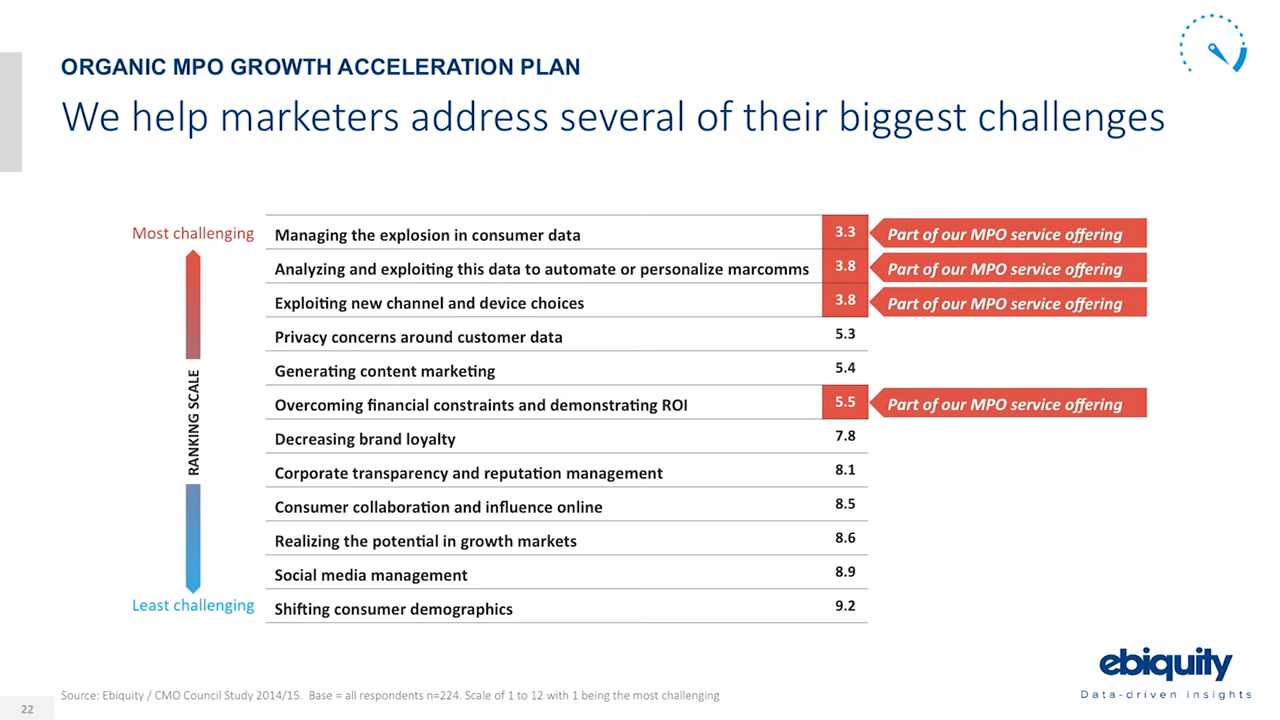 ORGANIC MPO GROWTH ACCELERATION PLAN
We help marketers address several of their biggest challenges
Most challenging
RANKING SCALE
Least challenging
Managing the explosion in consumer data 3.3 Part of our MPO service offering
Analyzing and exploiting this data to automate or personalize marcomms 3.8 Part of our MPO service offering
Exploiting new channel and device choices 3.8 Part of our MPO service offering
Privacy concerns around customer data 5.3
Generating content marketing 5.4
Overcoming financial constraints and demonstrating ROI 5.5 Part of our MPO service offering
Decreasing brand loyalty 7.8
Corporate transparency and reputation management 8.1
Consumer collaboration and influence online 8.5
Realizing the potential in growth markets 8.6
Social media management 8.9
Shifting consumer demographics 9.2
ebiquity
Data-driven insights
Source: Ebiquity / CMO Council Study 2014/15. Base = all respondents n=224. Scale of 1 to 12 with 1 being the most challenging
22